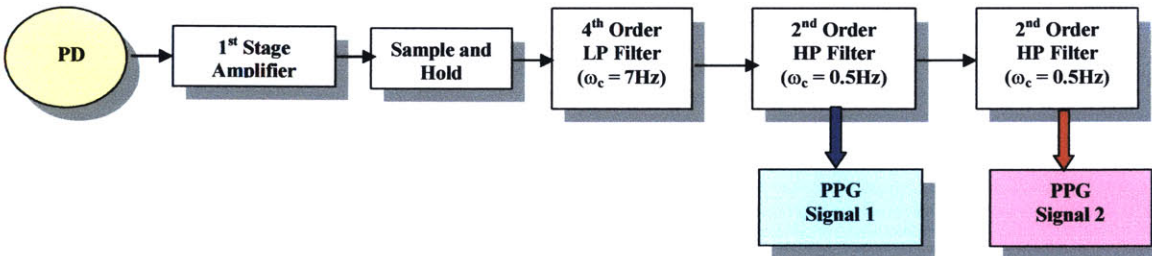 PD
1st Stage
Amplifier
Sample and
Hold
4th Order
LP Filter
(ωc = 7Hz)
2nd Order
HP Filter
(ωc = 0.5Hz)
2nd Order
HP Filter
(ωc = 0.5Hz)
PPG
Signal 1
PPG
Signal 2